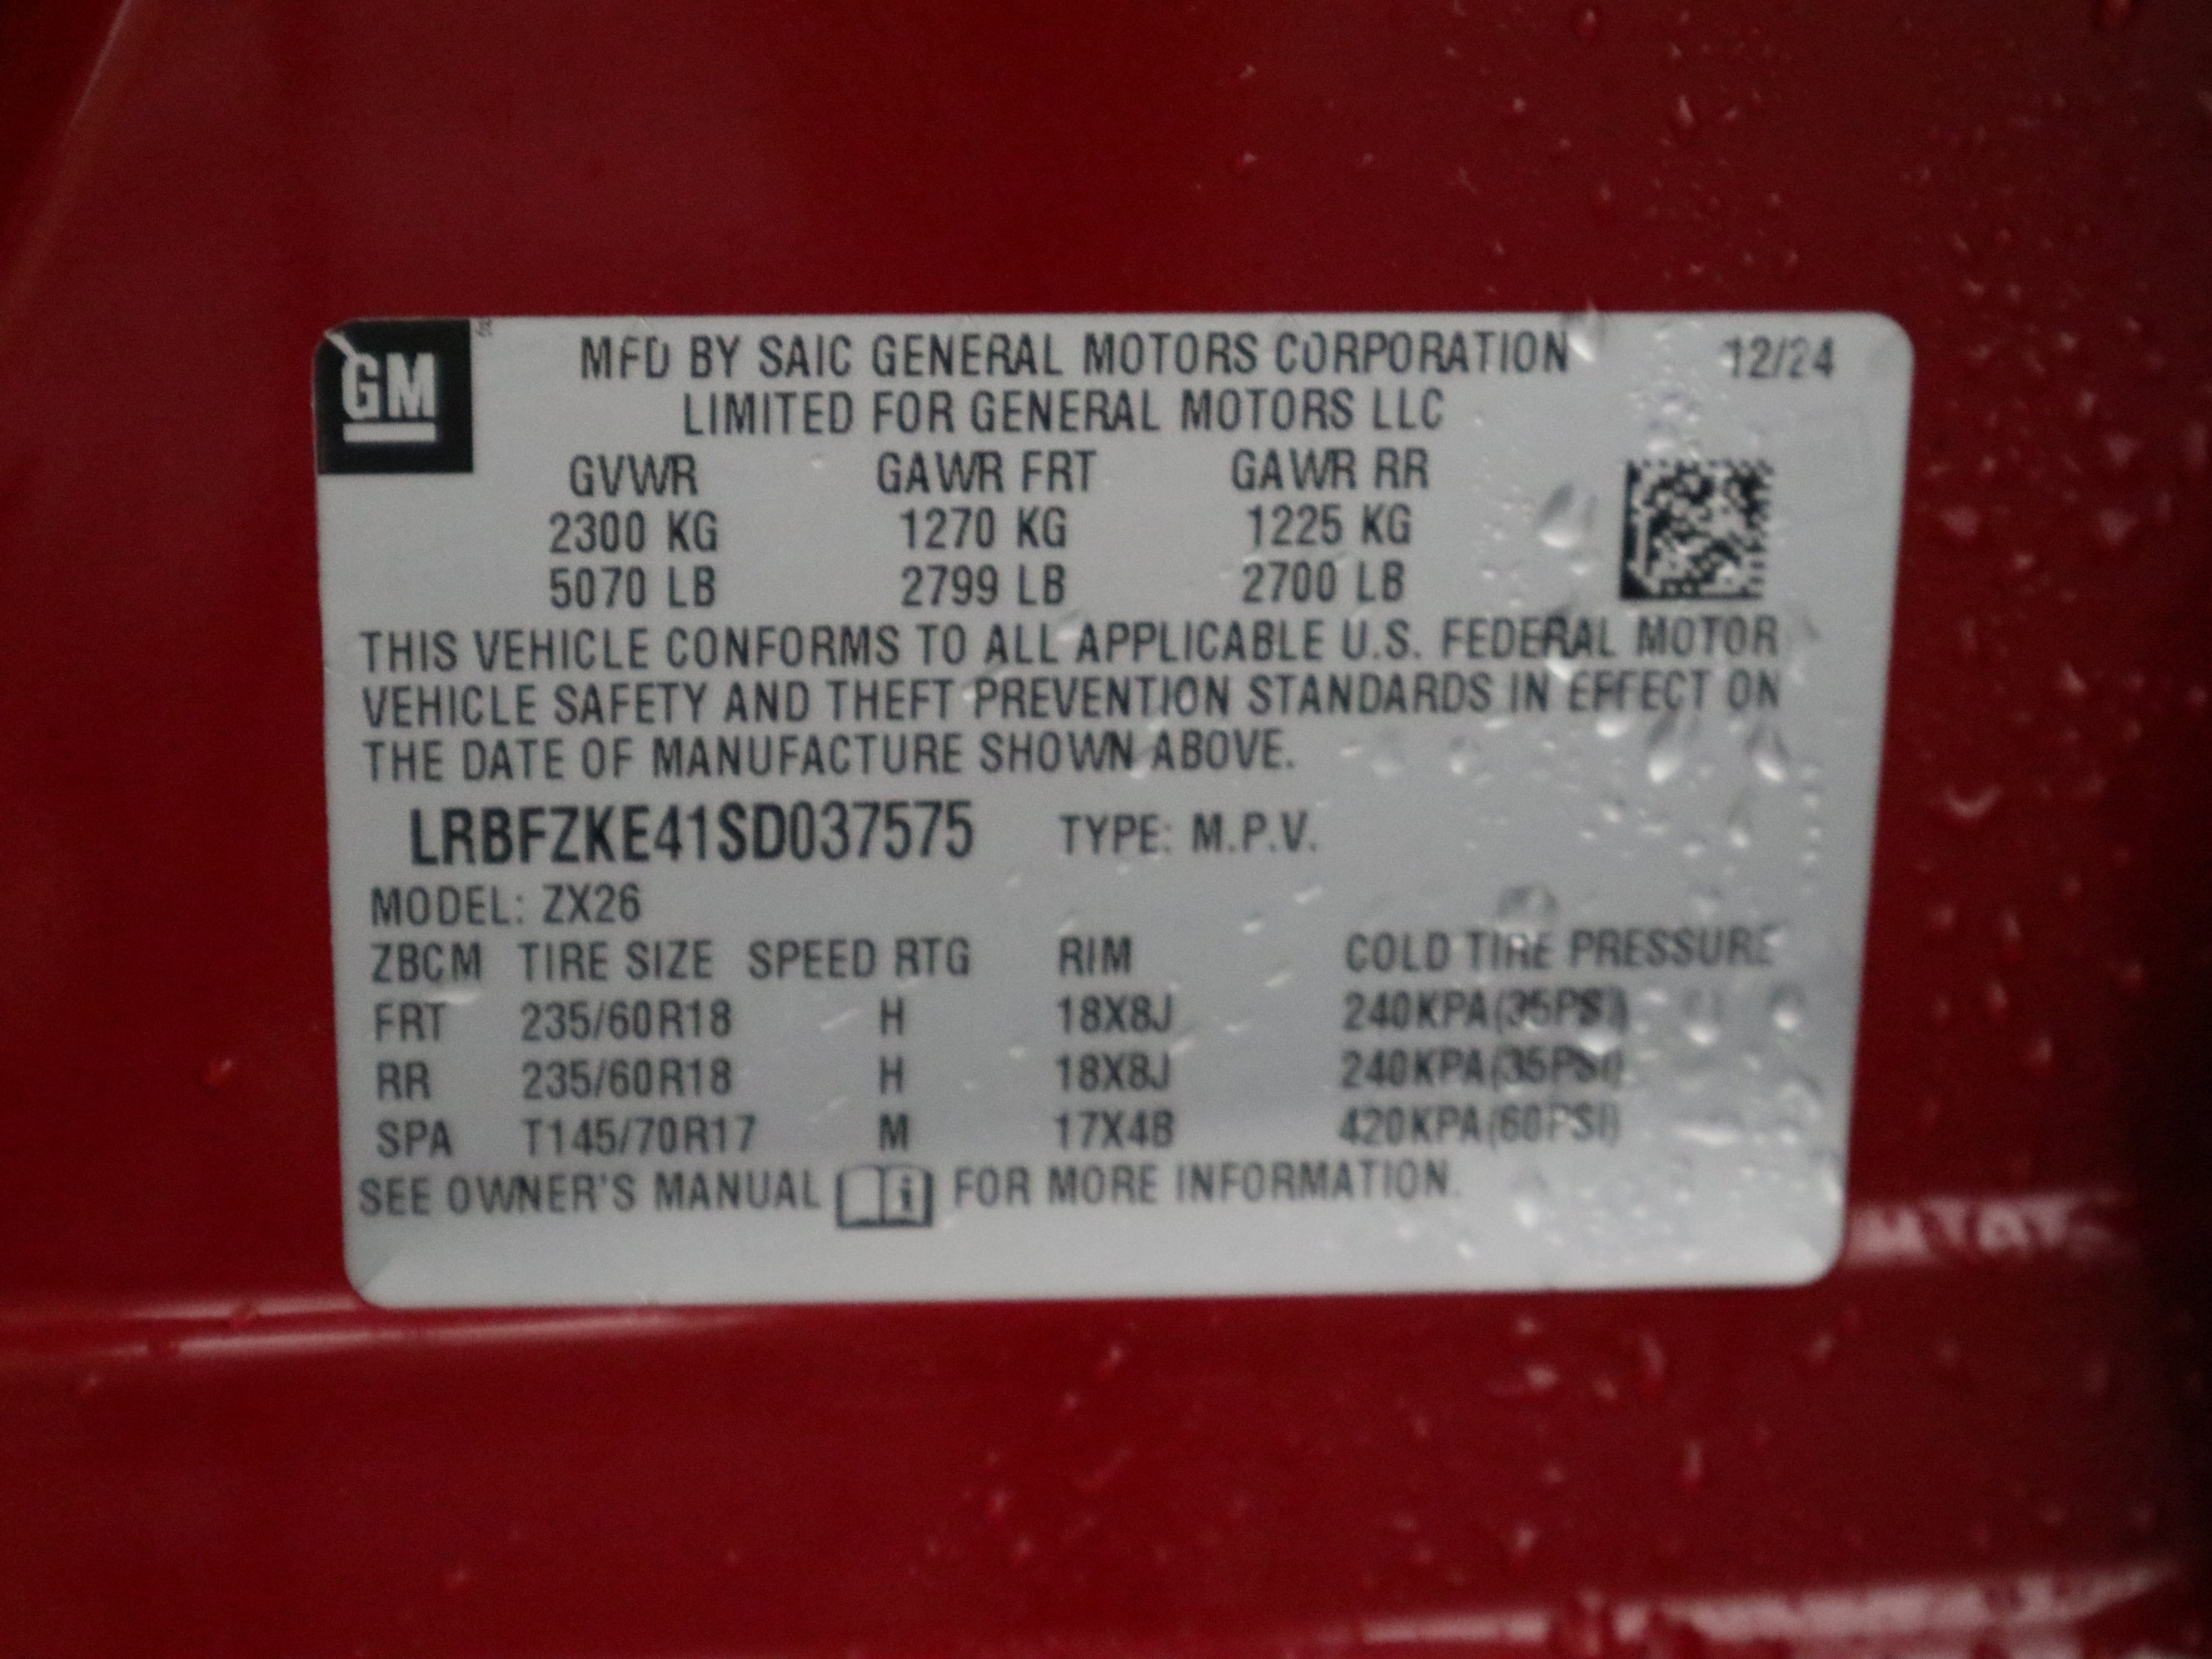 GM
MFD BY SAIC GENERAL MOTORS CORPORATION 12/24
LIMITED FOR GENERAL MOTORS LLC
GVWR GAWR FRT GAWR RR
2300 KG 1270 KG 1225 KG
5070 LB 2799 LB 2700 LB
THIS VEHICLE CONFORMS TO ALL APPLICABLE U.S. FEDERAL MOTOR
VEHICLE SAFETY AND THEFT PREVENTION STANDARDS IN EFFECT ON
THE DATE OF MANUFACTURE SHOWN ABOVE.
LRBFZKE41SD037575 TYPE: M.P.V.
MODEL: ZX26
ZBCM TIRE SIZE SPEED RTG RIM COLD TIRE PRESSURE
FRT 235/60R18 H 18X8J 240KPA(35PSI)
RR 235/60R18 H 18X8J 240KPA(35PSI)
SPA T145/70R17 M 17X4B 420KPA(60PSI)
SEE OWNER'S MANUAL i FOR MORE INFORMATION.